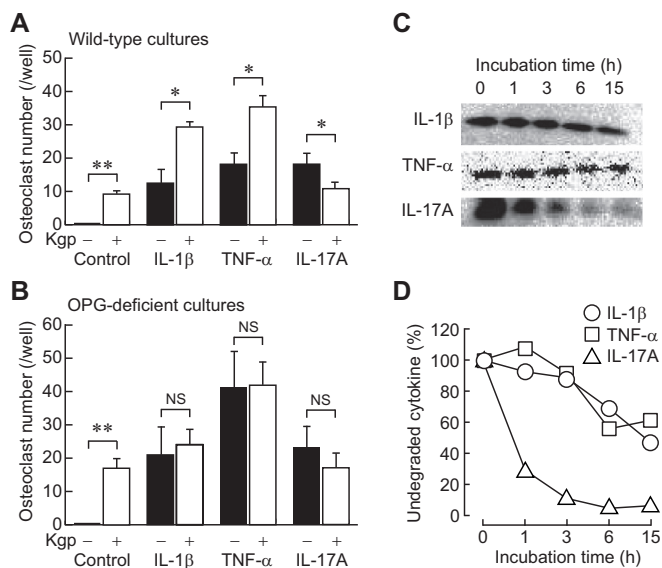 A
Wild-type cultures
Osteoclast number (/well)
50
40
30
20
10
0
**
*
*
*
Kgp
− + − + − + − +
Control IL-1β TNF-α IL-17A
B
OPG-deficient cultures
Osteoclast number (/well)
60
50
40
30
20
10
0
**
NS
NS
NS
Kgp
− + − + − + − +
Control IL-1β TNF-α IL-17A
C
Incubation time (h)
0 1 3 6 15
IL-1β
TNF-α
IL-17A
D
IL-1β
TNF-α
IL-17A
Undegraded cytokine (%)
120
100
80
60
40
20
0
0 1 3 6 15
Incubation time (h)